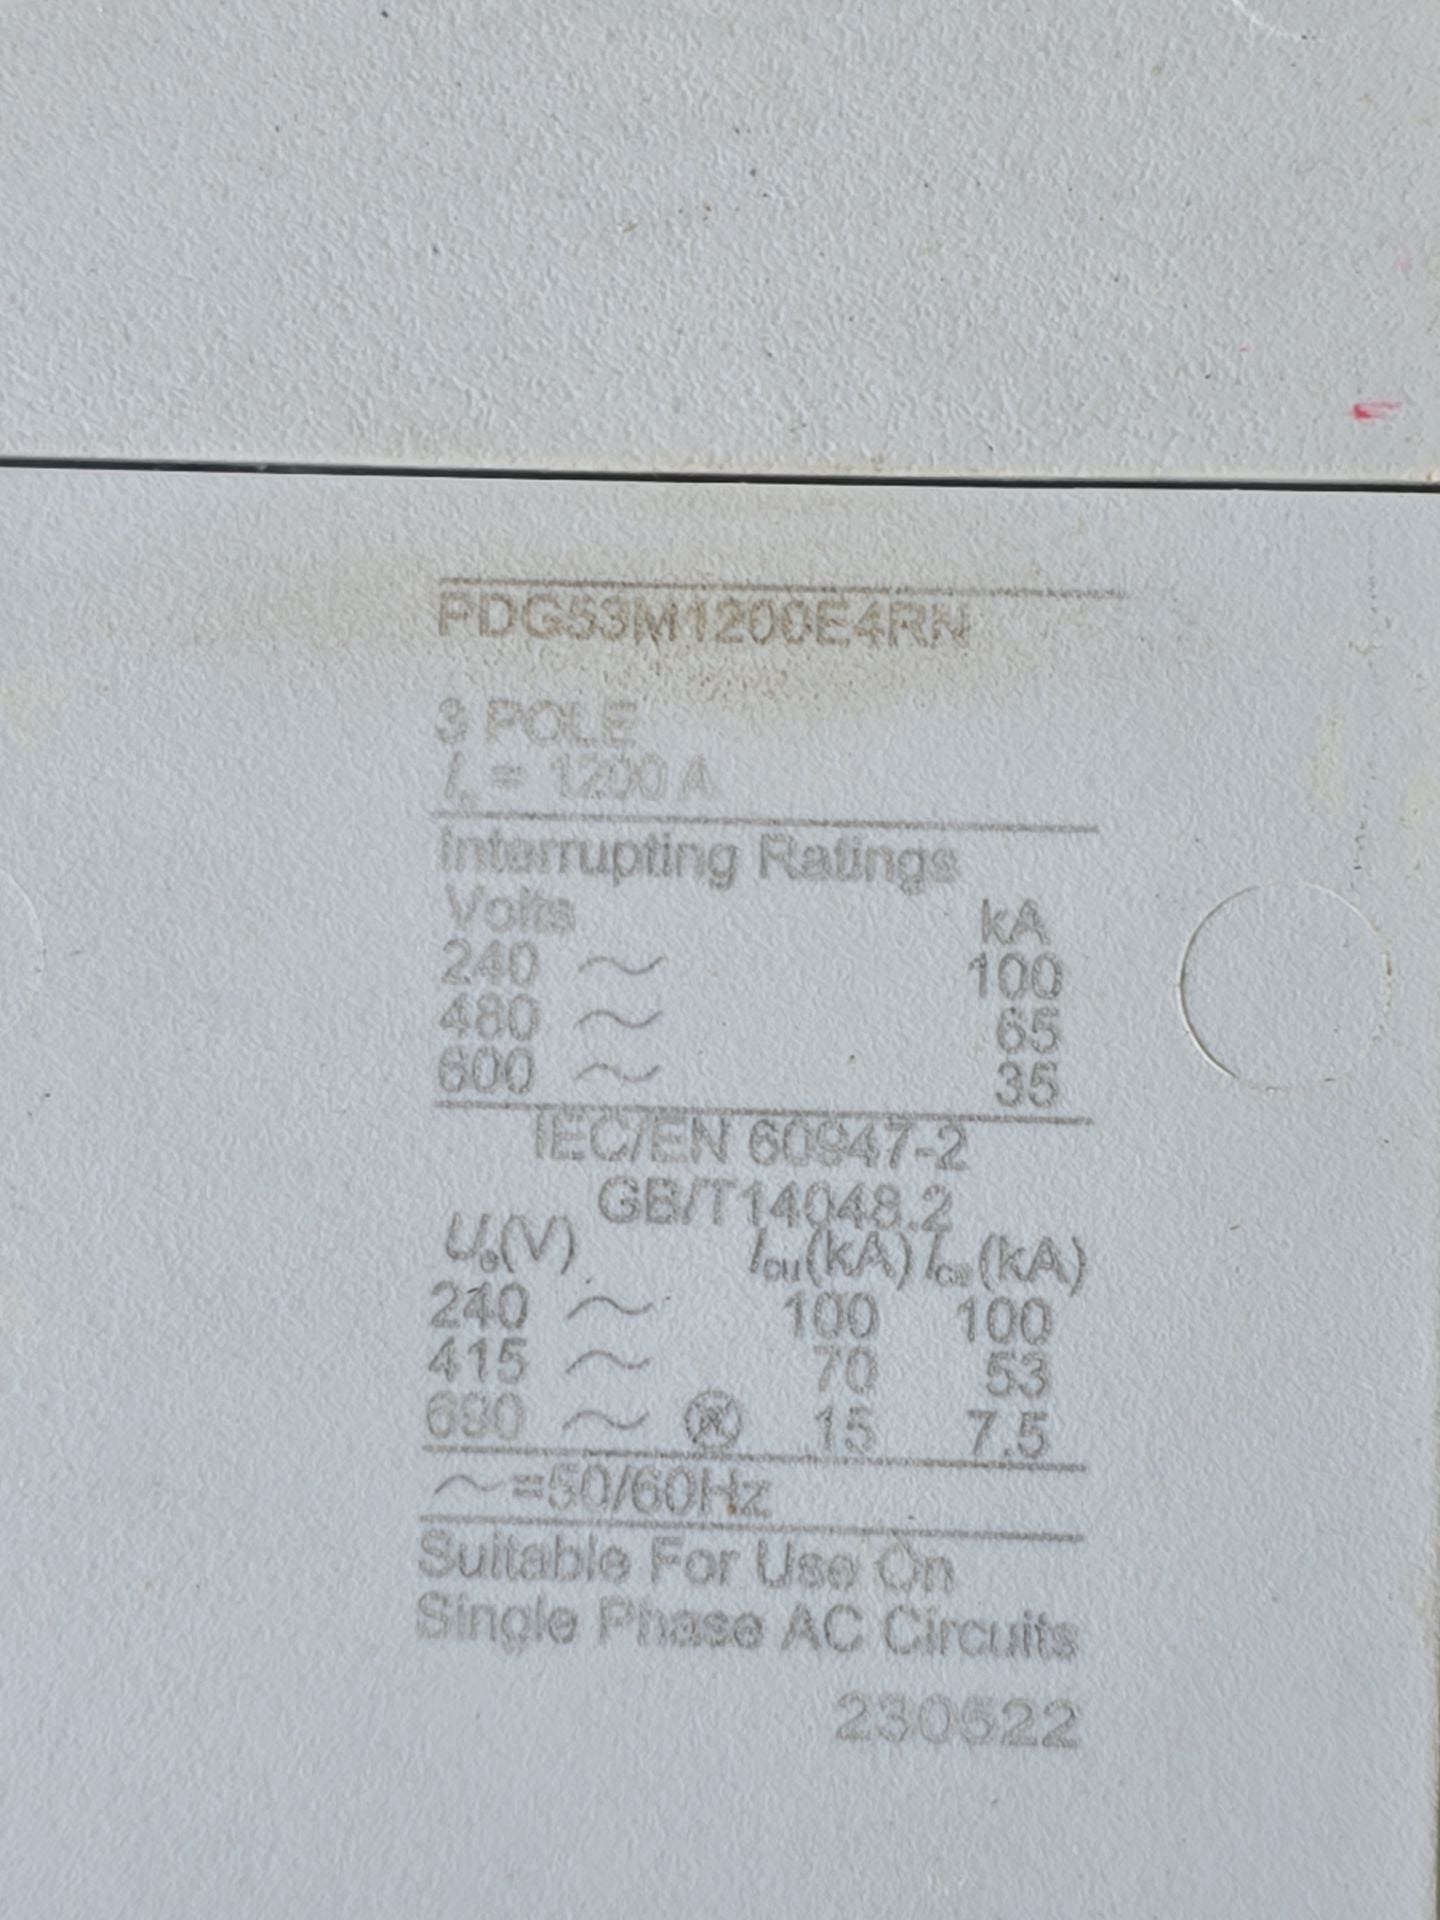 PDG53M1200E4RN
3 POLE
In = 1200 A
Interrupting Ratings
Volts kA
240 ~ 100
480 ~ 65
600 ~ 35
IEC/EN 60947-2
GB/T14048.2
Ue(V) Icu(kA) Ics(kA)
240 ~ 100 100
415 ~ 70 53
690 ~ 15 7.5
~=50/60Hz
Suitable For Use On
Single Phase AC Circuits
230522